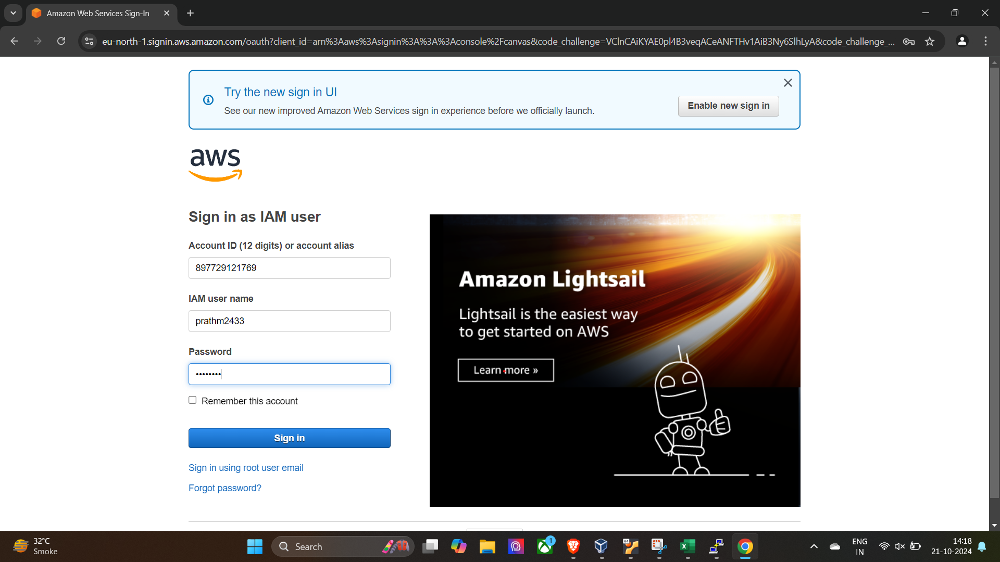 Amazon Web Services Sign-In
eu-north-1.signin.aws.amazon.com/oauth?client_id=arn%3Aaws%3Asignin%3A%3A%3Aconsole%2Fcanvas&code_challenge=VClnCAiKYAE0pl4B3veqACeANFTHv1AiB3Ny6SlhLyA&code_challenge_...
Try the new sign in UI
See our new improved Amazon Web Services sign in experience before we officially launch.
Enable new sign in
aws
Sign in as IAM user
Account ID (12 digits) or account alias
897729121769
IAM user name
prathm2433
Password
••••••••
Remember this account
Sign in
Sign in using root user email
Forgot password?
Amazon Lightsail
Lightsail is the easiest way
to get started on AWS
Learn more »
32°C
Smoke
Search
1
64
ENG
IN
14:18
21-10-2024